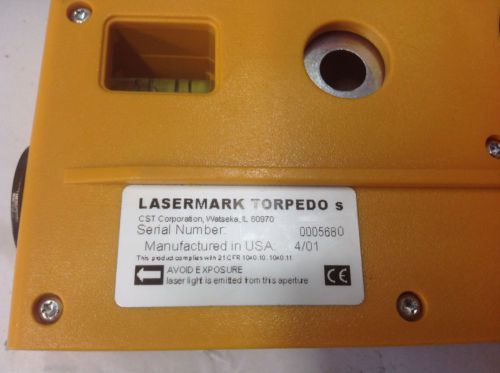 LASERMARK TORPEDO s
CST Corporation, Watseka, IL 60970
Serial Number: 0005680
Manufactured in USA: 4/01
This product complies with 21 CFR 1040.10, 1040.11
AVOID EXPOSURE
laser light is emitted from this aperture
CE